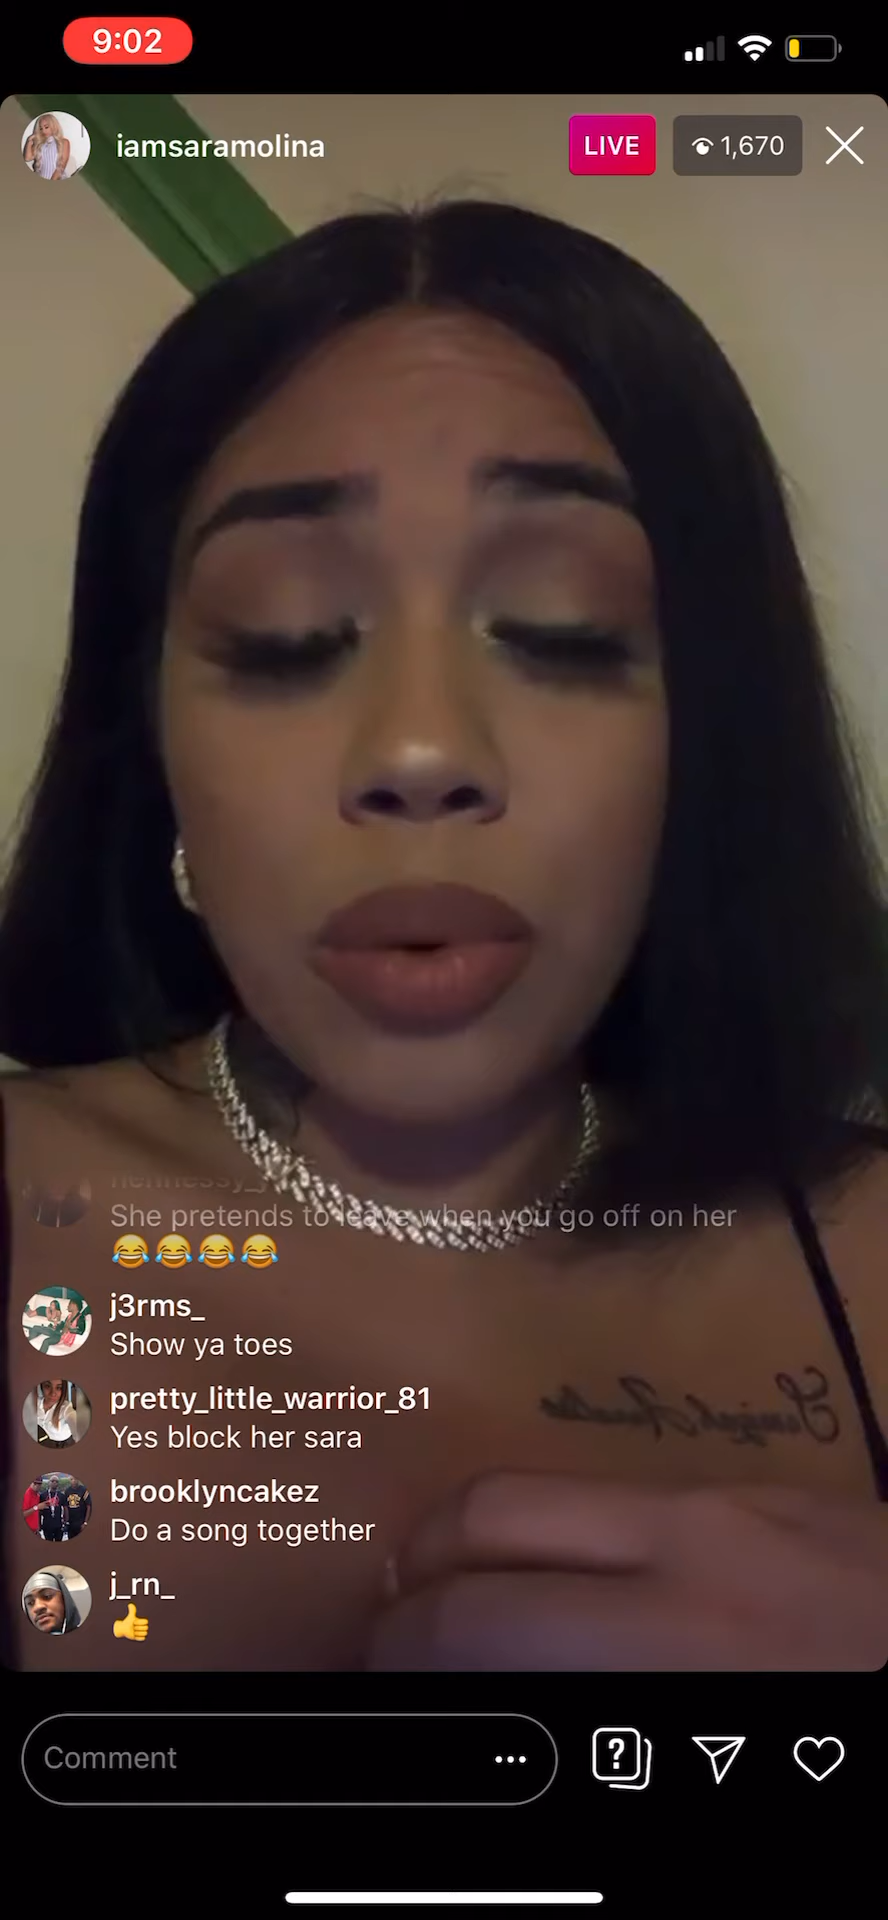 9:02
iamsaramolina
LIVE
1,670
She pretends to leave when you go off on her
😂😂😂😂
j3rms_
Show ya toes
pretty_little_warrior_81
Yes block her sara
brooklyncakez
Do a song together
j_rn_
👍
Comment